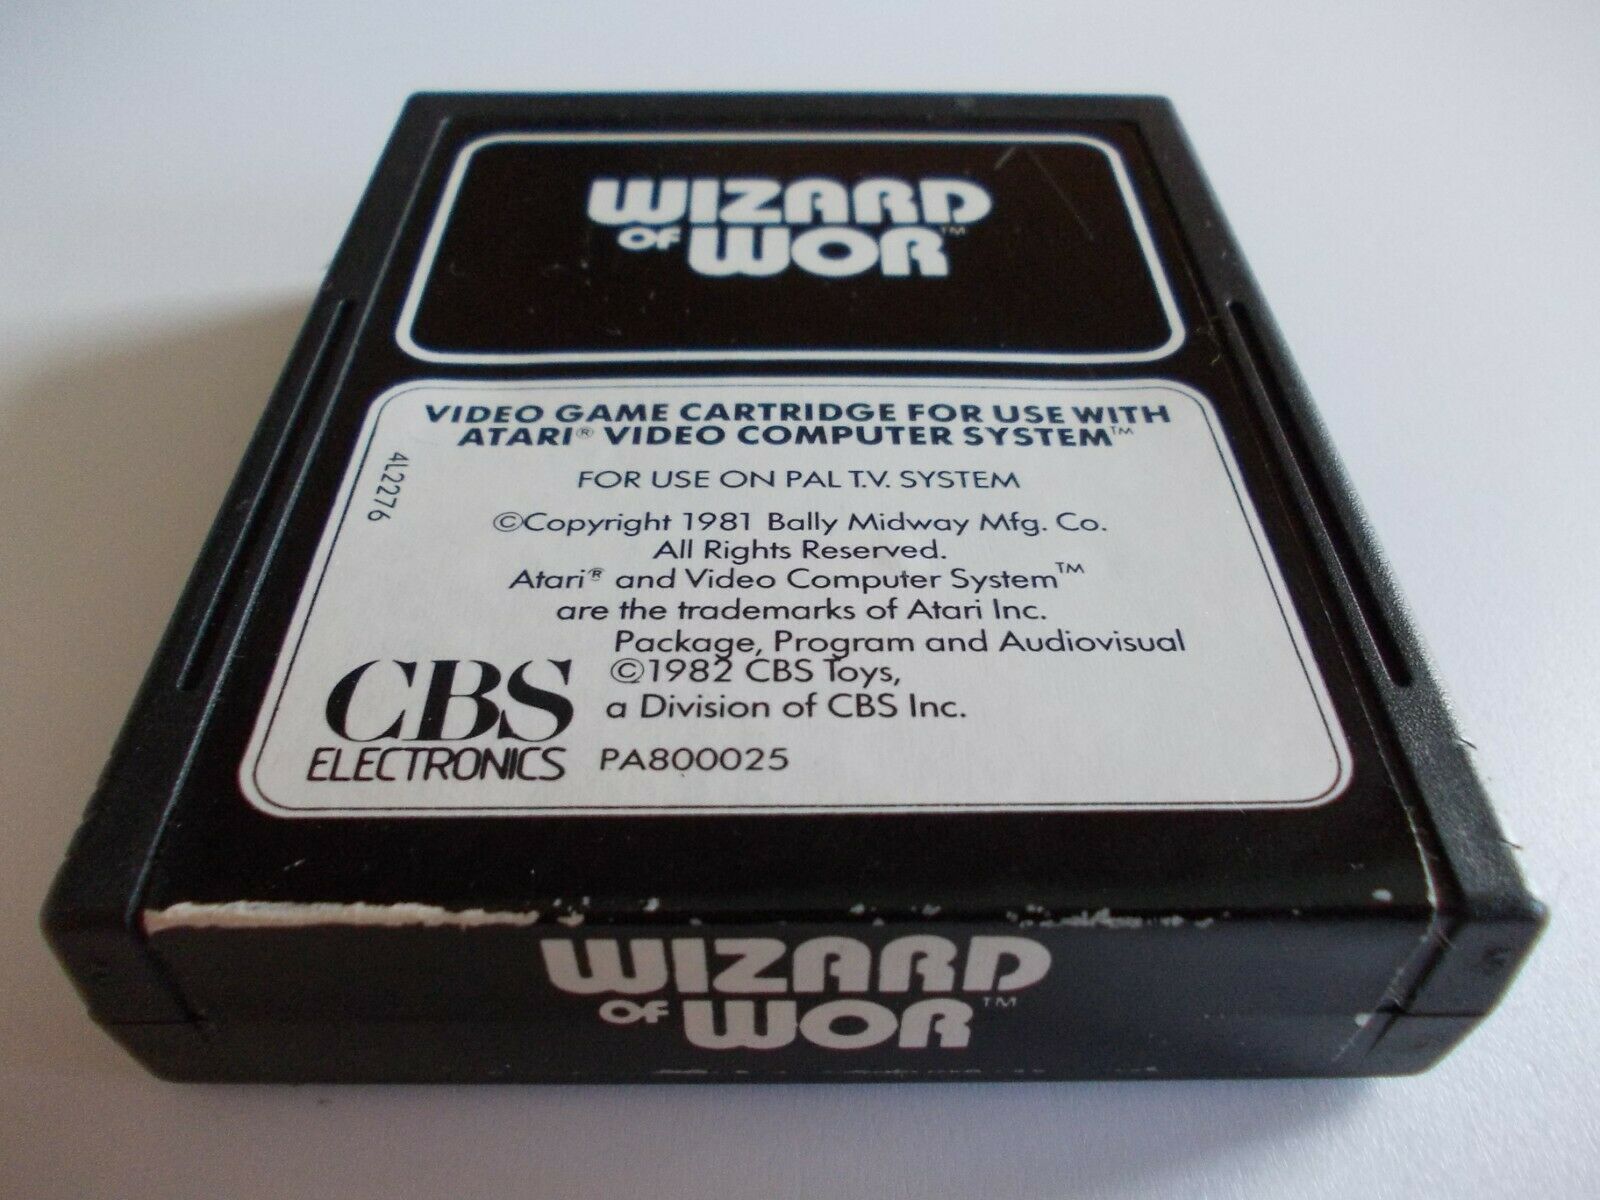 WIZARD
OF WOR™
VIDEO GAME CARTRIDGE FOR USE WITH
ATARI® VIDEO COMPUTER SYSTEM™
4L2276
FOR USE ON PAL T.V. SYSTEM
©Copyright 1981 Bally Midway Mfg. Co.
All Rights Reserved.
Atari® and Video Computer System™
are the trademarks of Atari Inc.
Package, Program and Audiovisual
©1982 CBS Toys,
a Division of CBS Inc.
CBS
ELECTRONICS
PA800025
WIZARD
OF WOR™